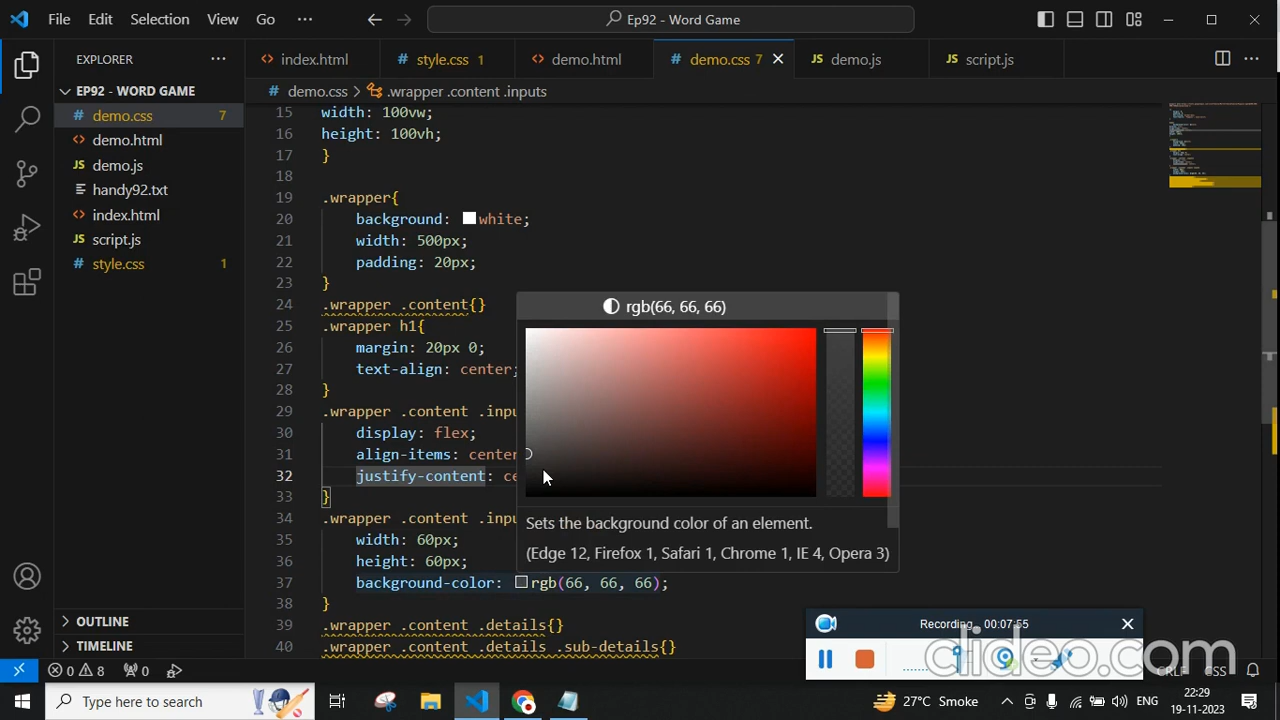 File Edit Selection View Go ··· Ep92 - Word Game
EXPLORER ···
index.html
style.css 1
demo.html
demo.css 7
demo.js
script.js
demo.css > .wrapper .content .inputs
EP92 - WORD GAME
demo.css 7
demo.html
demo.js
handy92.txt
index.html
script.js
style.css 1
OUTLINE
TIMELINE
15 width: 100vw;
16 height: 100vh;
17 }
18
19 .wrapper{
20 background: white;
21 width: 500px;
22 padding: 20px;
23 }
24 .wrapper .content{}
25 .wrapper h1{
26 margin: 20px 0;
27 text-align: center;
28 }
29 .wrapper .content .inpu
30 display: flex;
31 align-items: center
32 justify-content: ce
33 }
34 .wrapper .content .inpu
35 width: 60px;
36 height: 60px;
37 background-color: rgb(66, 66, 66);
38 }
39 .wrapper .content .details{}
40 .wrapper .content .details .sub-details{}
rgb(66, 66, 66)
Sets the background color of an element.
(Edge 12, Firefox 1, Safari 1, Chrome 1, IE 4, Opera 3)
Recording... 00:07:55
clideo.com
0 8 0
CRLF CSS
Type here to search
27°C Smoke
ENG
22:29
19-11-2023